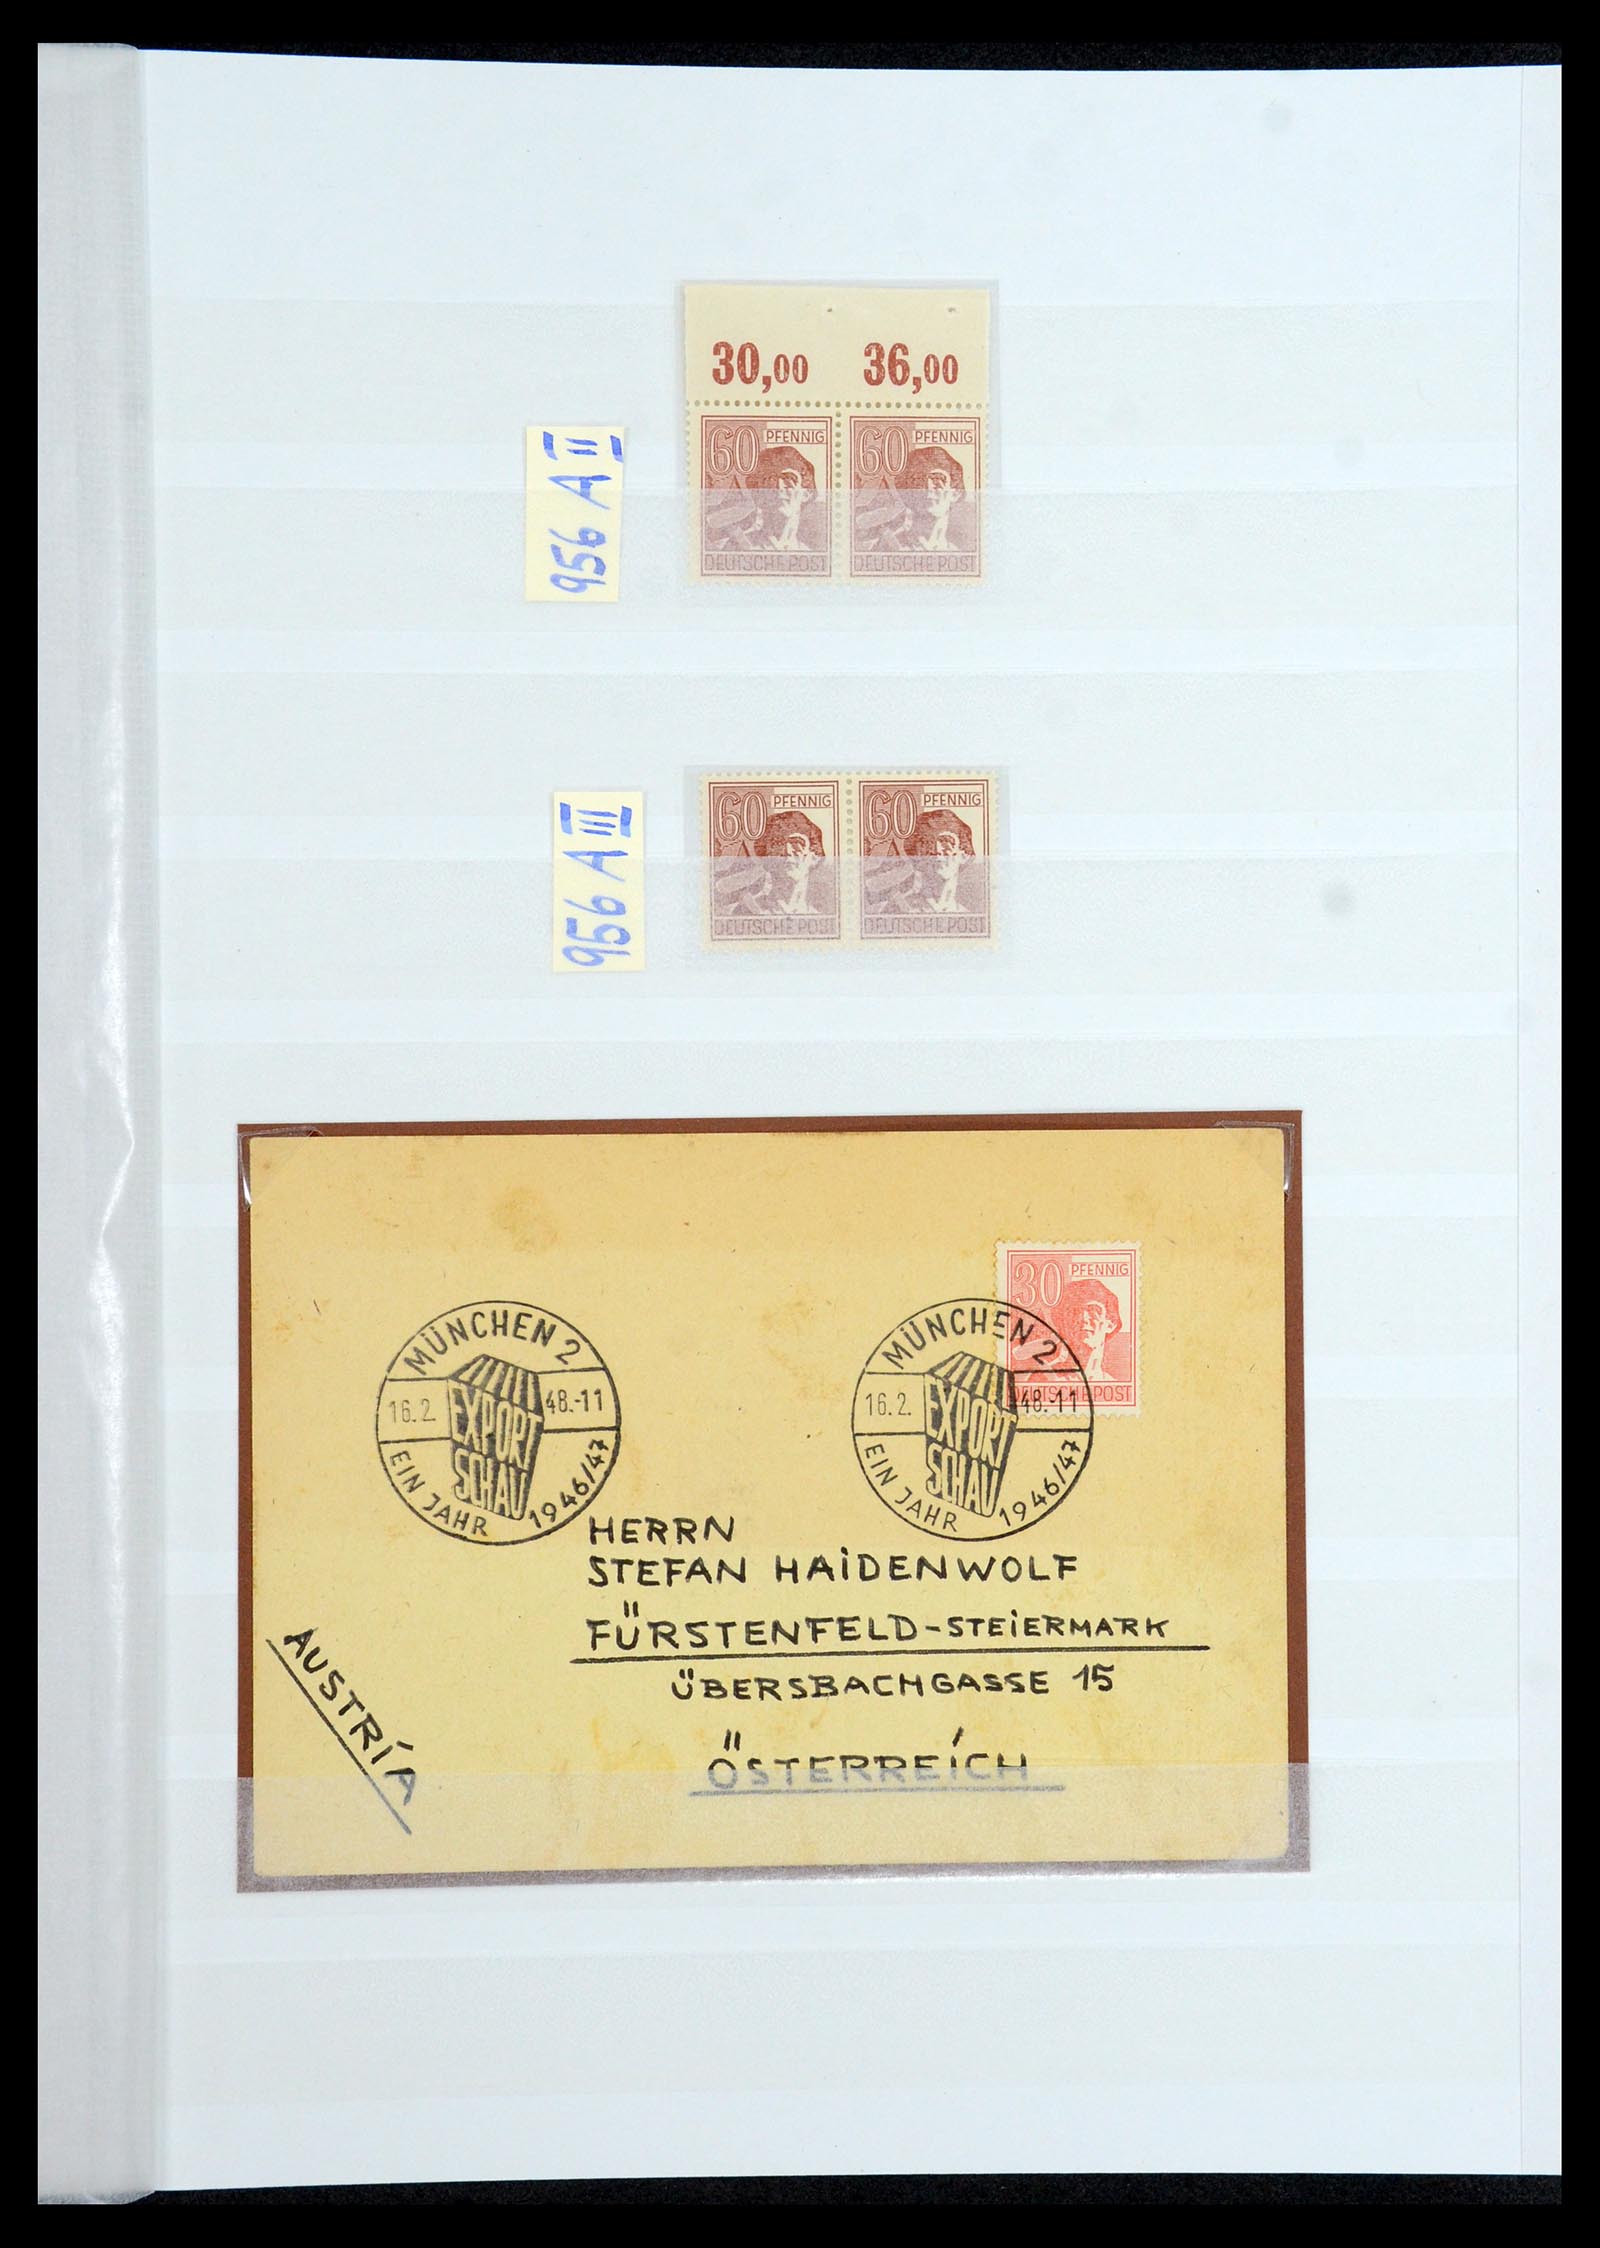 30,00 36,00
60 PFENNIG 60 PFENNIG
DEUTSCHE POST DEUTSCHE POST
956 A II
60 PFENNIG 60 PFENNIG
DEUTSCHE POST DEUTSCHE POST
956 A III
30 PFENNIG
DEUTSCHE POST
MÜNCHEN 2
16.2. 48.-11
EXPORT
SCHAU
EIN JAHR 1946/47
MÜNCHEN 2
16.2. 48.-11
EXPORT
SCHAU
EIN JAHR 1946/47
HERRN
STEFAN HAIDENWOLF
FÜRSTENFELD-STEIERMARK
ÜBERSBACHGASSE 15
ÖSTERREICH
AUSTRIA